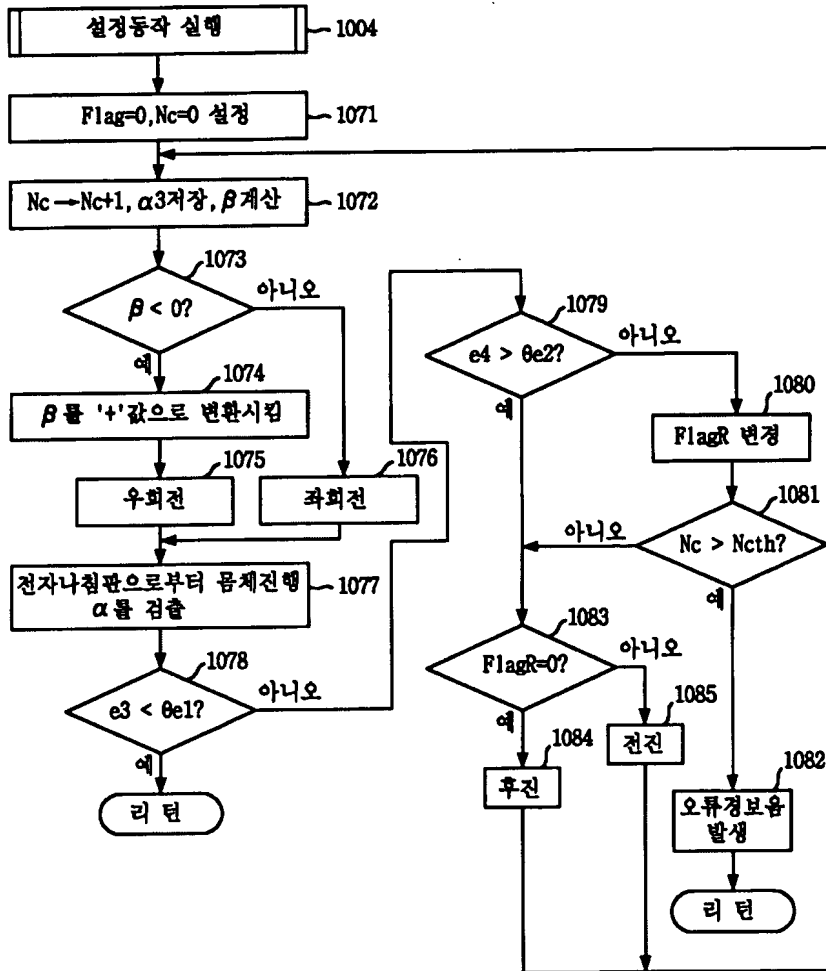 설정동작 실행
1004
Flag=0,Nc=0 설정
1071
Nc→Nc+1,α3저장,β계산
1072
1073
β < 0?
아니오
예
1074
β를 '+'값으로 변환시킴
1075
우회전
1076
좌회전
전자나침판으로부터 몸체진행
α를 검출
1077
1078
e3 < θe1?
아니오
예
리 턴
1079
e4 > θe2?
아니오
예
1080
FlagR 변경
1081
Nc > Ncth?
아니오
예
1083
FlagR=0?
아니오
예
1085
전진
1084
후진
1082
오류경보음
발생
리 턴